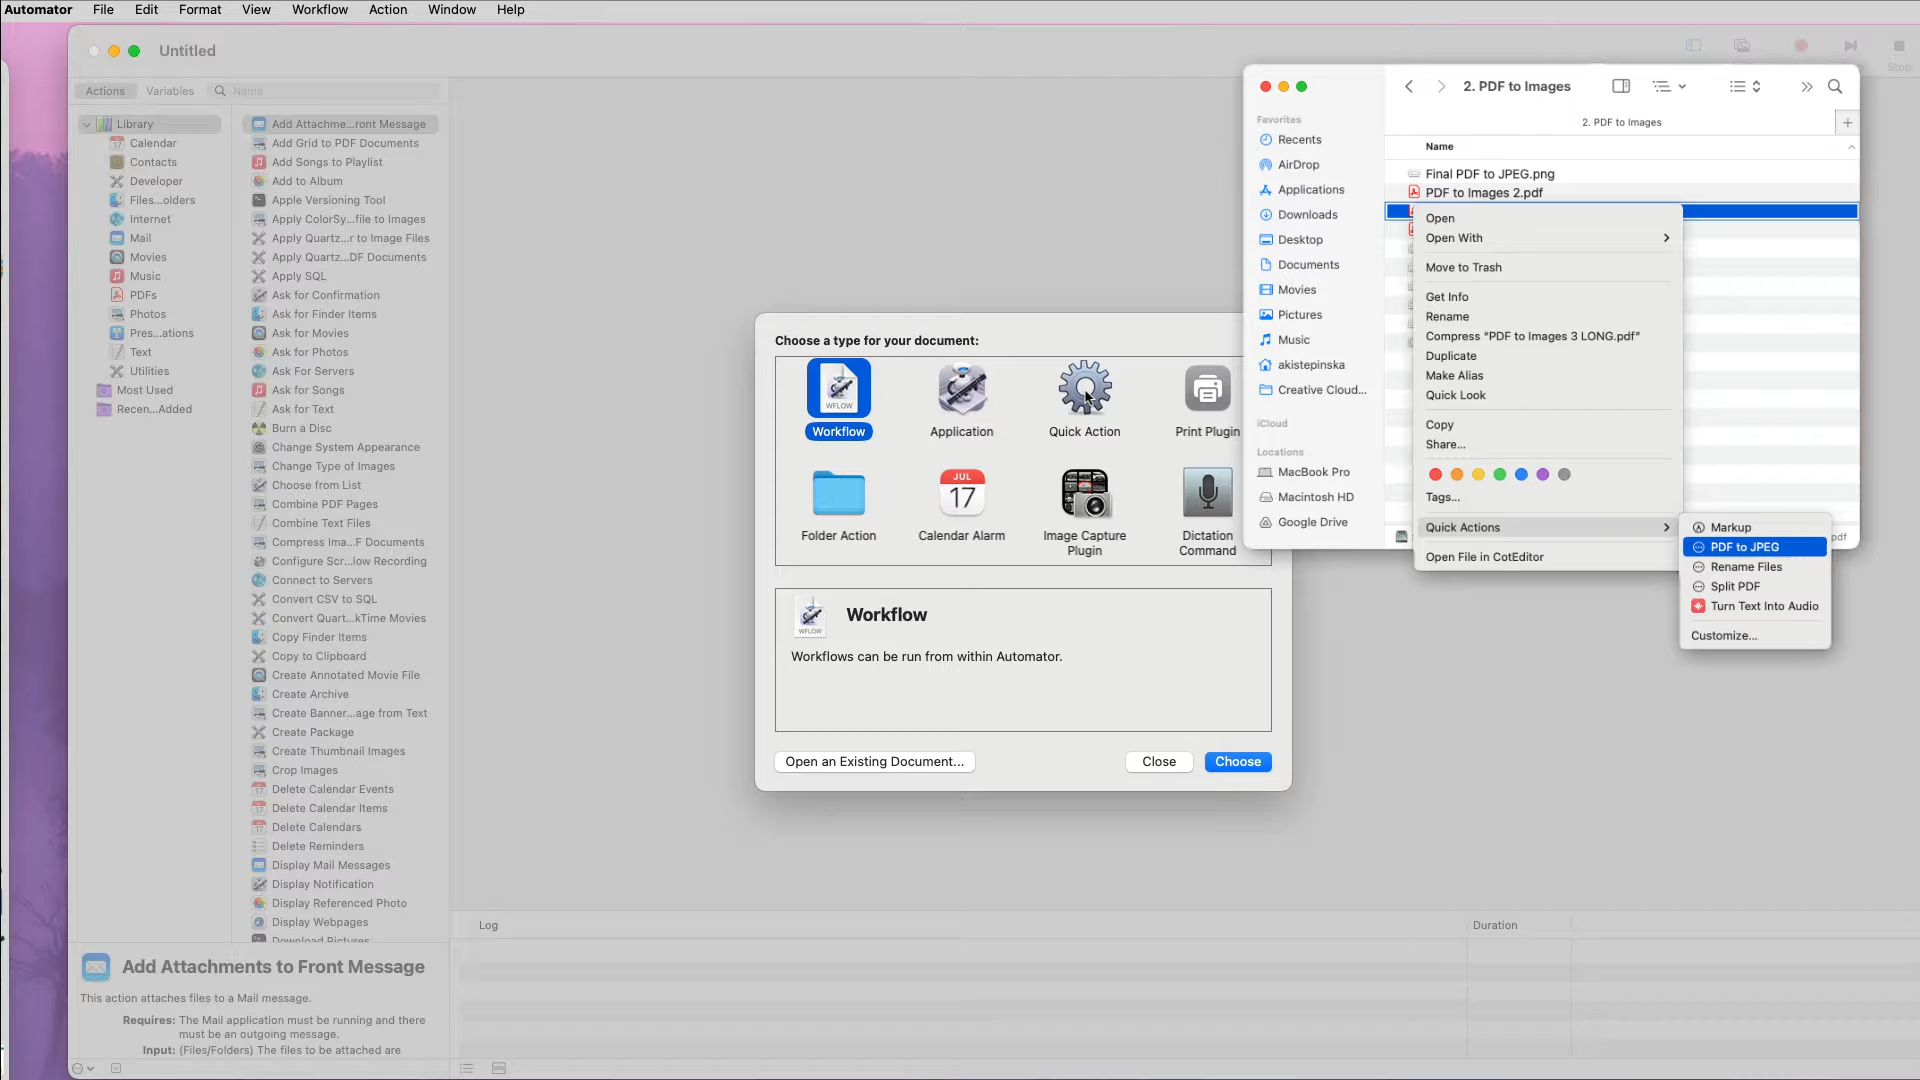 Automator File Edit Format View Workflow Action Window Help
Untitled
Stop
Actions Variables Name
Library
Calendar
Contacts
Developer
Files...olders
Internet
Mail
Movies
Music
PDFs
Photos
Pres...ations
Text
Utilities
Most Used
Recen...Added
Add Attachme...ront Message
Add Grid to PDF Documents
Add Songs to Playlist
Add to Album
Apple Versioning Tool
Apply ColorSy...file to Images
Apply Quartz...r to Image Files
Apply Quartz...DF Documents
Apply SQL
Ask for Confirmation
Ask for Finder Items
Ask for Movies
Ask for Photos
Ask For Servers
Ask for Songs
Ask for Text
Burn a Disc
Change System Appearance
Change Type of Images
Choose from List
Combine PDF Pages
Combine Text Files
Compress Ima...F Documents
Configure Scr...low Recording
Connect to Servers
Convert CSV to SQL
Convert Quart...kTime Movies
Copy Finder Items
Copy to Clipboard
Create Annotated Movie File
Create Archive
Create Banner...age from Text
Create Package
Create Thumbnail Images
Crop Images
Delete Calendar Events
Delete Calendar Items
Delete Calendars
Delete Reminders
Display Mail Messages
Display Notification
Display Referenced Photo
Display Webpages
Download Pictures
Add Attachments to Front Message
This action attaches files to a Mail message.
Requires: The Mail application must be running and there
must be an outgoing message.
Input: (Files/Folders) The files to be attached are
Log Duration
Choose a type for your document:
WFLOW
Workflow
Application
Quick Action
Print Plugin
Folder Action
JUL
17
Calendar Alarm
Image Capture
Plugin
Dictation
Command
WFLOW
Workflow
Workflows can be run from within Automator.
Open an Existing Document...
Close
Choose
2. PDF to Images
2. PDF to Images
Favorites
Recents
AirDrop
Applications
Downloads
Desktop
Documents
Movies
Pictures
Music
akistepinska
Creative Cloud...
iCloud
Locations
MacBook Pro
Macintosh HD
Google Drive
Name
Final PDF to JPEG.png
PDF to Images 2.pdf
pdf
Open
Open With
Move to Trash
Get Info
Rename
Compress “PDF to Images 3 LONG.pdf”
Duplicate
Make Alias
Quick Look
Copy
Share...
Tags...
Quick Actions
Open File in CotEditor
Markup
PDF to JPEG
Rename Files
Split PDF
Turn Text Into Audio
Customize...